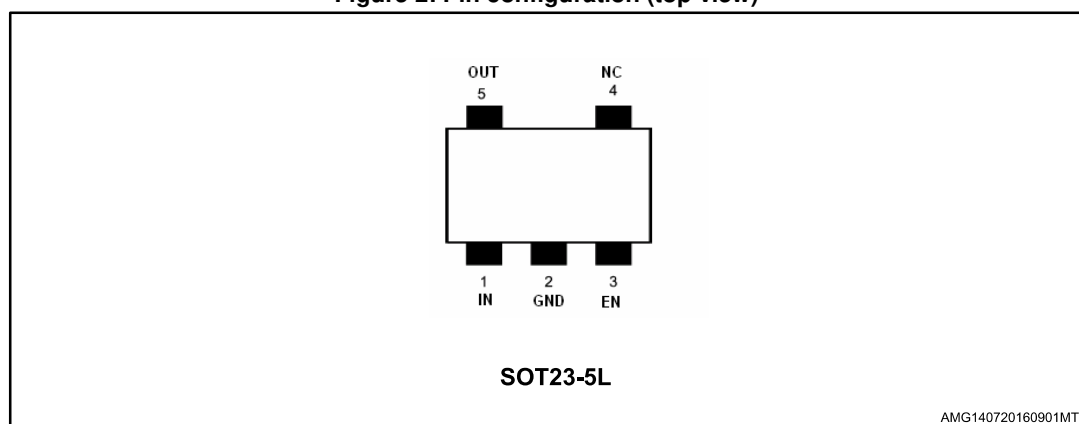 Figure 2. Pin configuration (top view)
OUT NC
5 4
1 2 3
IN GND EN
SOT23-5L
AMG140720160901MT